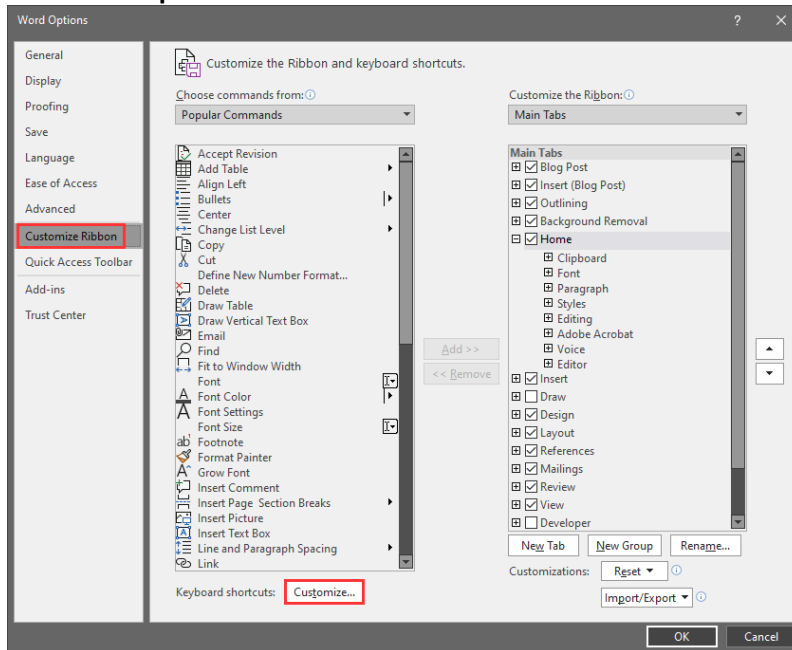 Word Options
?
General
Display
Proofing
Save
Language
Ease of Access
Advanced
Customize Ribbon
Quick Access Toolbar
Add-ins
Trust Center
Customize the Ribbon and keyboard shortcuts.
Choose commands from:
Popular Commands
Accept Revision
Add Table
Align Left
Bullets
Center
Change List Level
Copy
Cut
Define New Number Format...
Delete
Draw Table
Draw Vertical Text Box
Email
Find
Fit to Window Width
Font
Font Color
Font Settings
Font Size
Footnote
Format Painter
Grow Font
Insert Comment
Insert Page Section Breaks
Insert Picture
Insert Text Box
Line and Paragraph Spacing
Link
Keyboard shortcuts: Customize...
Add >>
<< Remove
Customize the Ribbon:
Main Tabs
Main Tabs
Blog Post
Insert (Blog Post)
Outlining
Background Removal
Home
Clipboard
Font
Paragraph
Styles
Editing
Adobe Acrobat
Voice
Editor
Insert
Draw
Design
Layout
References
Mailings
Review
View
Developer
New Tab New Group Rename...
Customizations: Reset
Import/Export
OK Cancel